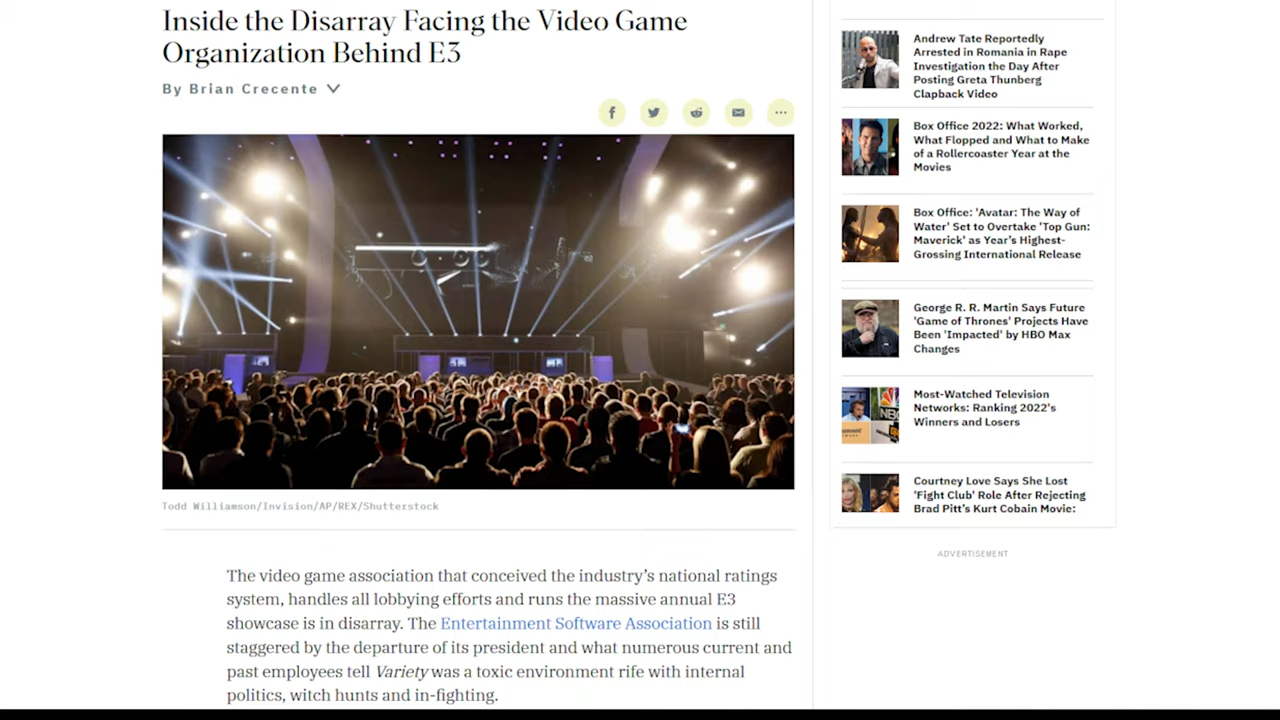 Inside the Disarray Facing the Video Game
Organization Behind E3
By Brian Crecente
Todd Williamson/Invision/AP/REX/Shutterstock
The video game association that conceived the industry’s national ratings
system, handles all lobbying efforts and runs the massive annual E3
showcase is in disarray. The Entertainment Software Association is still
staggered by the departure of its president and what numerous current and
past employees tell Variety was a toxic environment rife with internal
politics, witch hunts and in-fighting.
Andrew Tate Reportedly
Arrested in Romania in Rape
Investigation the Day After
Posting Greta Thunberg
Clapback Video
Box Office 2022: What Worked,
What Flopped and What to Make
of a Rollercoaster Year at the
Movies
Box Office: 'Avatar: The Way of
Water' Set to Overtake 'Top Gun:
Maverick' as Year’s Highest-
Grossing International Release
George R. R. Martin Says Future
'Game of Thrones' Projects Have
Been 'Impacted' by HBO Max
Changes
NBC
Most-Watched Television
Networks: Ranking 2022's
Winners and Losers
Courtney Love Says She Lost
'Fight Club' Role After Rejecting
Brad Pitt’s Kurt Cobain Movie:
ADVERTISEMENT